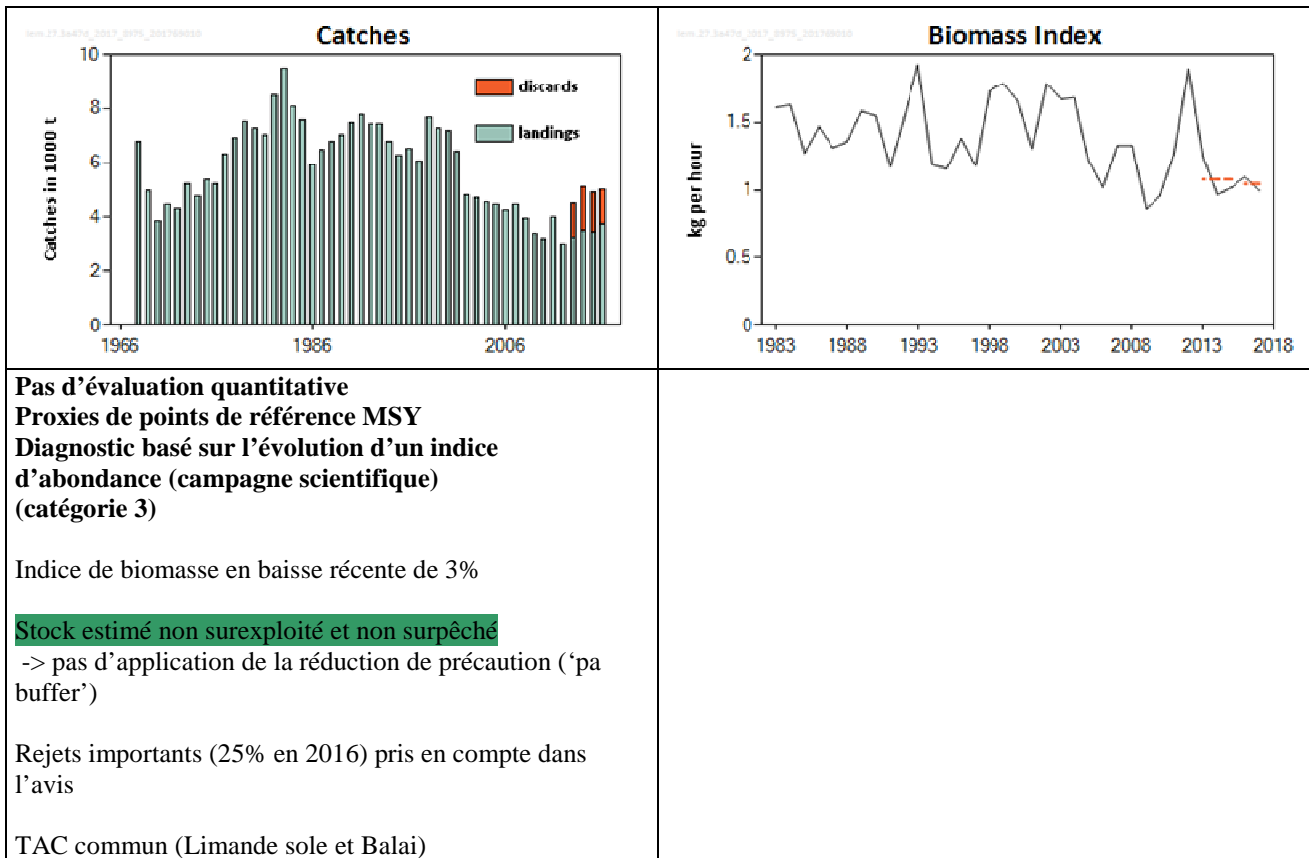 Catches
Catches in 1000 t
10
8
6
4
2
0
discards
landings
1966
1986
2006
Biomass Index
kg per hour
2
1.5
1
0.5
0
1983
1988
1993
1998
2003
2008
2013
2018
Pas d'évaluation quantitative
Proxies de points de référence MSY
Diagnostic basé sur l'évolution d'un indice
d'abondance (campagne scientifique)
(catégorie 3)
Indice de biomasse en baisse récente de 3%
Stock estimé non surexploité et non surpêché
-> pas d'application de la réduction de précaution ('pa
buffer')
Rejets importants (25% en 2016) pris en compte dans
l'avis
TAC commun (Limande sole et Balai)